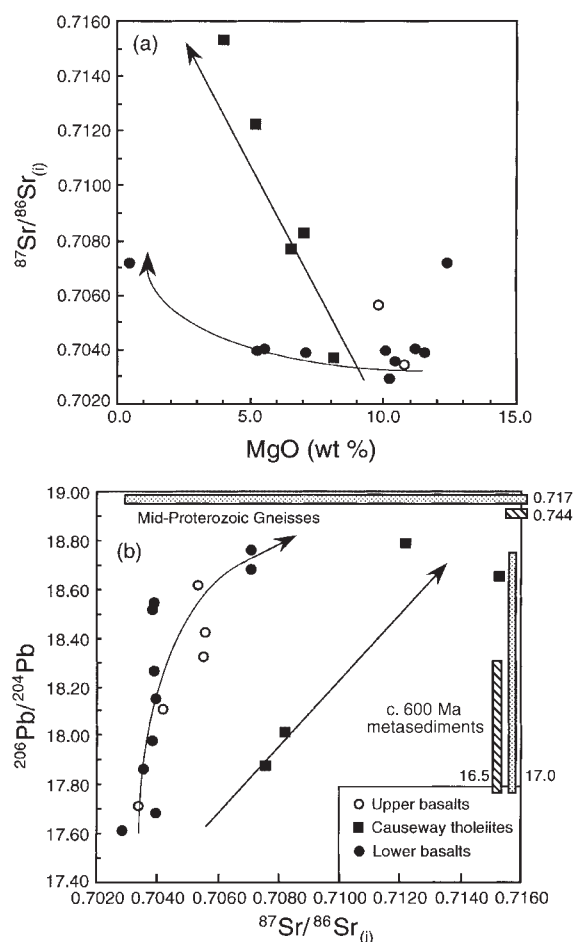 (a)
0.7160
0.7140
0.7120
0.7100
0.7080
0.7060
0.7040
0.7020
87Sr/86Sr(i)
0.0 5.0 10.0 15.0
MgO (wt %)
(b)
19.00
18.80
18.60
18.40
18.20
18.00
17.80
17.60
17.40
206Pb/204Pb
0.717
0.744
Mid-Proterozoic Gneisses
c. 600 Ma
metasediments
16.5 17.0
Upper basalts
Causeway tholeiites
Lower basalts
0.7020 0.7040 0.7060 0.7080 0.7100 0.7120 0.7140 0.7160
87Sr/86Sr(i)